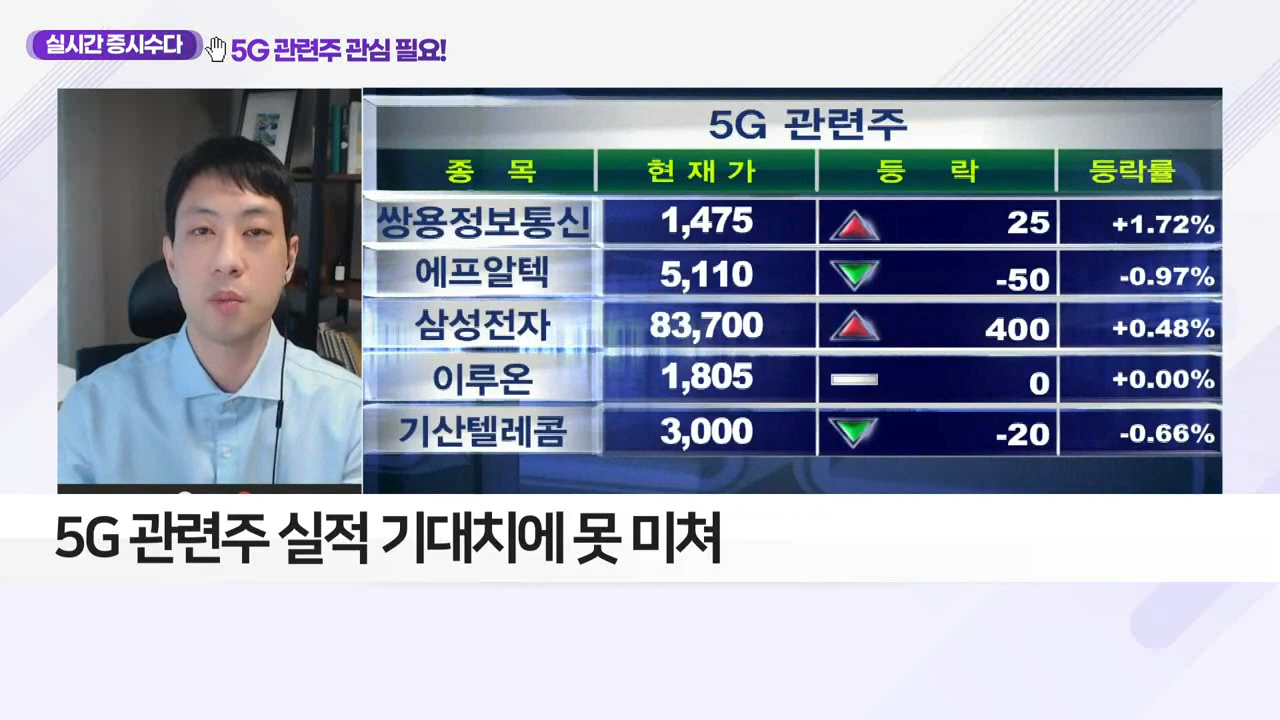 실시간 증시수다 5G 관련주 관심 필요!
5G 관련주
종 목 현 재 가 등 락 등락률
쌍용정보통신 1,475 25 +1.72%
에프알텍 5,110 -50 -0.97%
삼성전자 83,700 400 +0.48%
이루온 1,805 0 +0.00%
기산텔레콤 3,000 -20 -0.66%
5G 관련주 실적 기대치에 못 미쳐